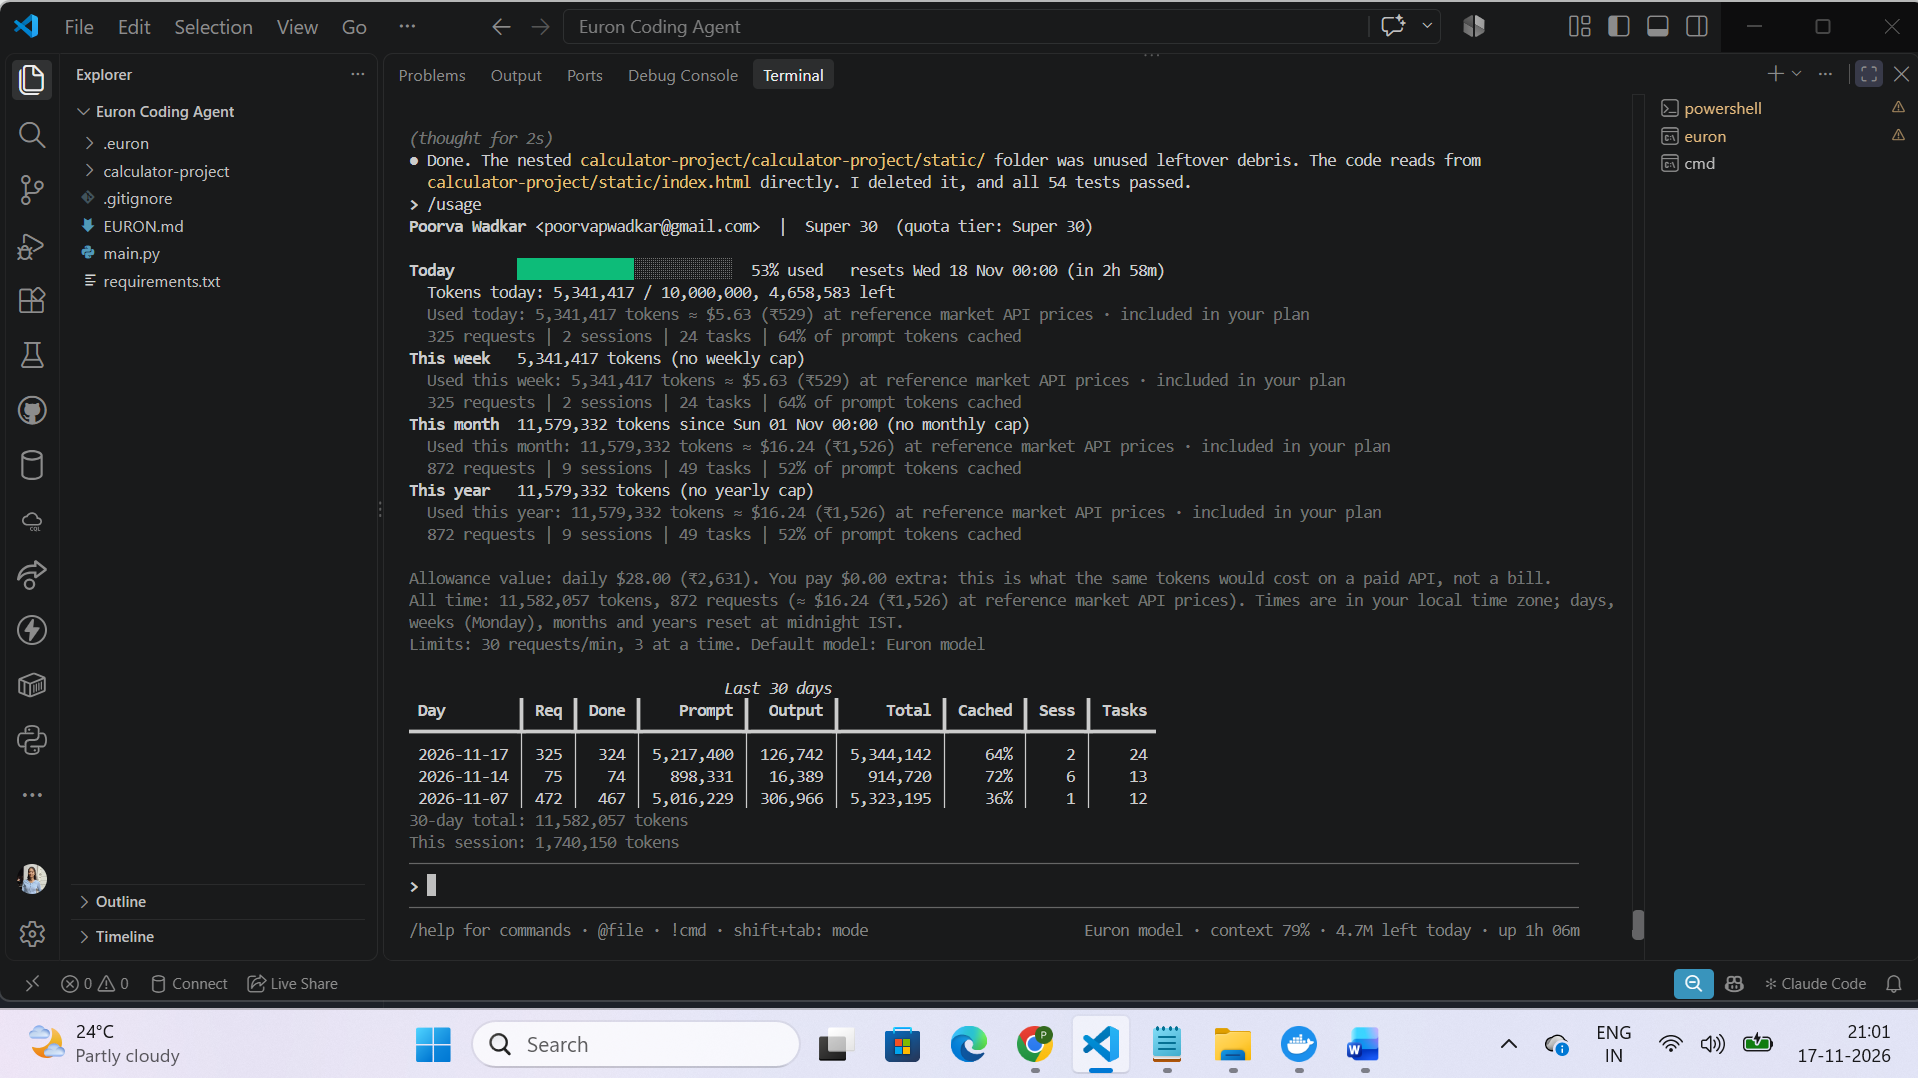 File Edit Selection View Go ···
Euron Coding Agent
Explorer
Euron Coding Agent
.euron
calculator-project
.gitignore
EURON.md
main.py
requirements.txt
Outline
Timeline
Problems Output Ports Debug Console Terminal
powershell
euron
cmd
(thought for 2s)
● Done. The nested calculator-project/calculator-project/static/ folder was unused leftover debris. The code reads from
calculator-project/static/index.html directly. I deleted it, and all 54 tests passed.
> /usage
Poorva Wadkar <poorvapwadkar@gmail.com> | Super 30 (quota tier: Super 30)
Today 53% used resets Wed 18 Nov 00:00 (in 2h 58m)
Tokens today: 5,341,417 / 10,000,000, 4,658,583 left
Used today: 5,341,417 tokens ≈ $5.63 (₹529) at reference market API prices · included in your plan
325 requests | 2 sessions | 24 tasks | 64% of prompt tokens cached
This week 5,341,417 tokens (no weekly cap)
Used this week: 5,341,417 tokens ≈ $5.63 (₹529) at reference market API prices · included in your plan
325 requests | 2 sessions | 24 tasks | 64% of prompt tokens cached
This month 11,579,332 tokens since Sun 01 Nov 00:00 (no monthly cap)
Used this month: 11,579,332 tokens ≈ $16.24 (₹1,526) at reference market API prices · included in your plan
872 requests | 9 sessions | 49 tasks | 52% of prompt tokens cached
This year 11,579,332 tokens (no yearly cap)
Used this year: 11,579,332 tokens ≈ $16.24 (₹1,526) at reference market API prices · included in your plan
872 requests | 9 sessions | 49 tasks | 52% of prompt tokens cached
Allowance value: daily $28.00 (₹2,631). You pay $0.00 extra: this is what the same tokens would cost on a paid API, not a bill.
All time: 11,582,057 tokens, 872 requests (≈ $16.24 (₹1,526) at reference market API prices). Times are in your local time zone; days,
weeks (Monday), months and years reset at midnight IST.
Limits: 30 requests/min, 3 at a time. Default model: Euron model
Last 30 days
Day Req Done Prompt Output Total Cached Sess Tasks
2026-11-17 325 324 5,217,400 126,742 5,344,142 64% 2 24
2026-11-14 75 74 898,331 16,389 914,720 72% 6 13
2026-11-07 472 467 5,016,229 306,966 5,323,195 36% 1 12
30-day total: 11,582,057 tokens
This session: 1,740,150 tokens
>
/help for commands · @file · !cmd · shift+tab: mode Euron model · context 79% · 4.7M left today · up 1h 06m
0 0 Connect Live Share Claude Code
24°C
Partly cloudy
Search
ENG
IN
21:01
17-11-2026